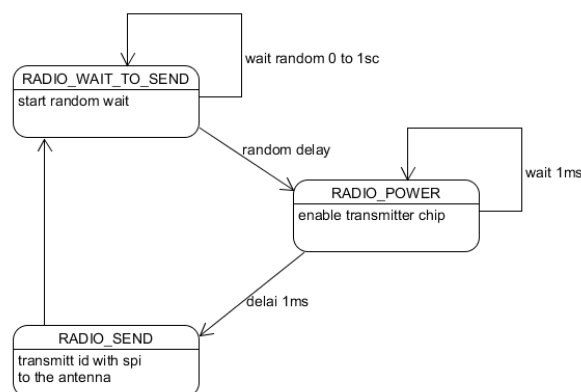 wait random 0 to 1sc
RADIO_WAIT_TO_SEND
start random wait
random delay
wait 1ms
RADIO_POWER
enable transmitter chip
delai 1ms
RADIO_SEND
transmitt id with spi
to the antenna